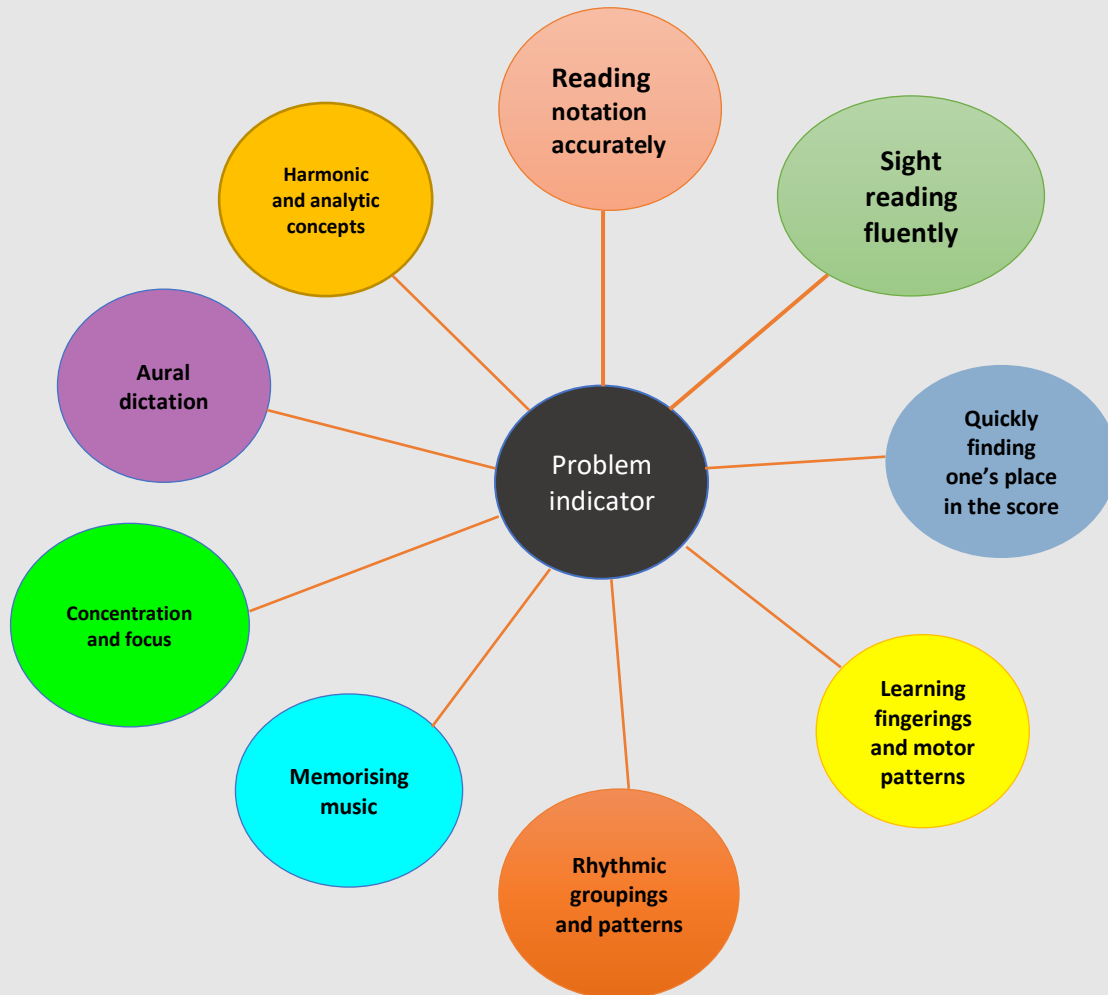 Reading
notation
accurately
Sight
reading
fluently
Harmonic
and analytic
concepts
Aural
dictation
Problem
indicator
Quickly
finding
one’s place
in the score
Concentration
and focus
Learning
fingerings
and motor
patterns
Memorising
music
Rhythmic
groupings
and patterns